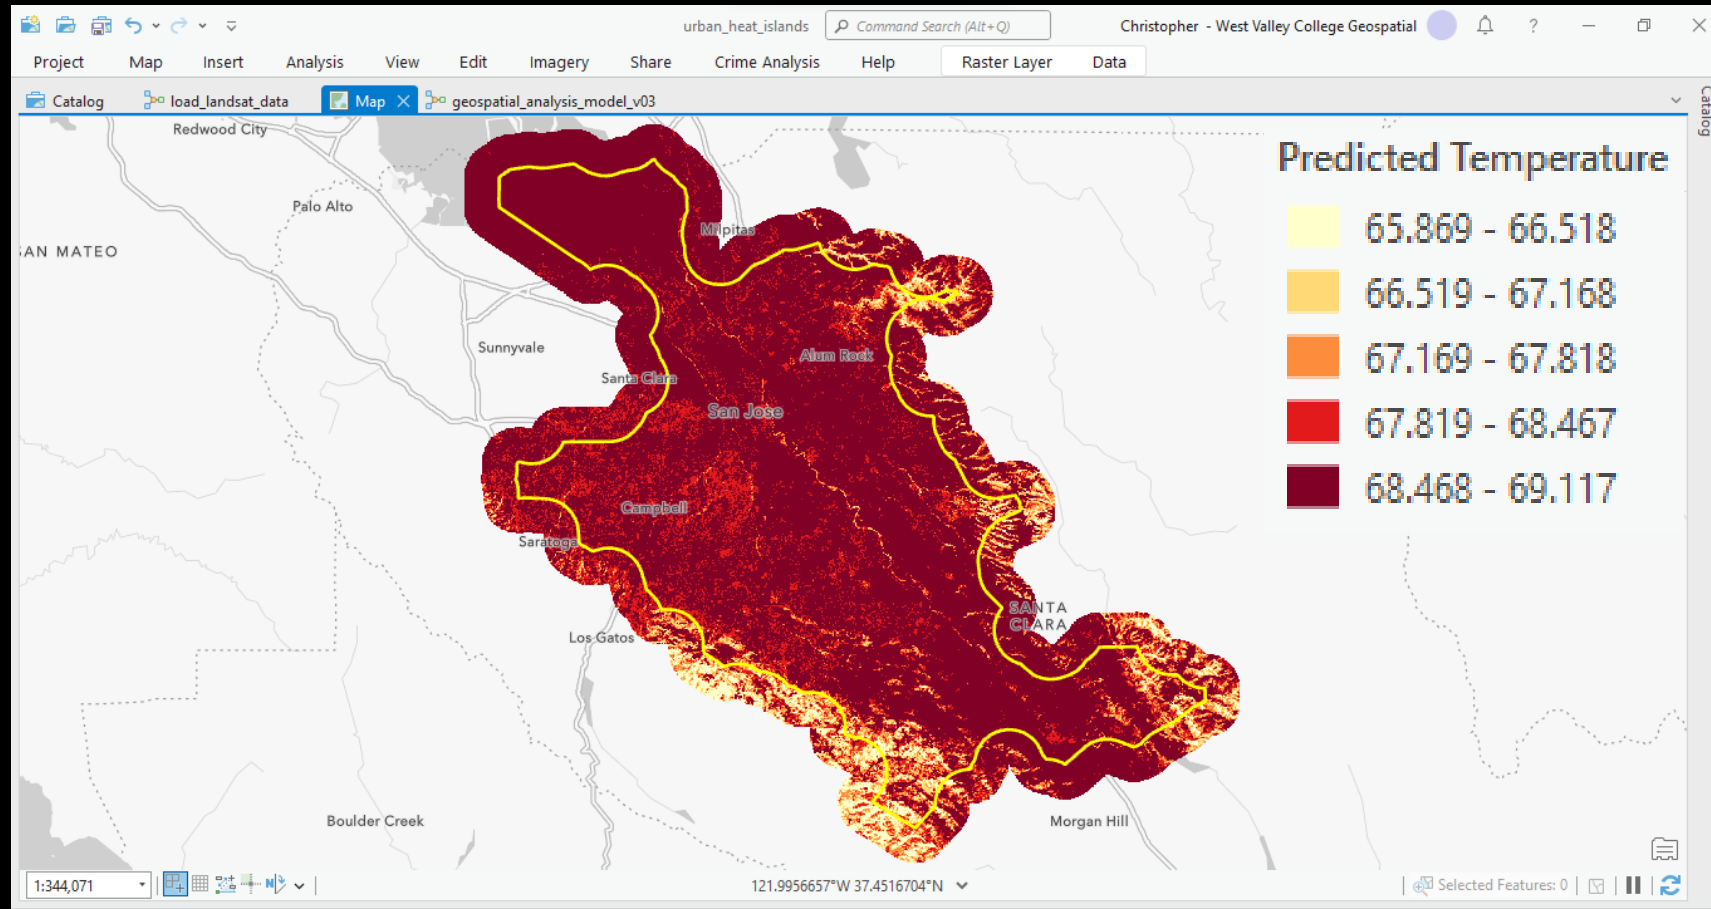 urban_heat_islands
Command Search (Alt+Q)
Christopher - West Valley College Geospatial
?
Project Map Insert Analysis View Edit Imagery Share Crime Analysis Help Raster Layer Data
Catalog load_landsat_data Map geospatial_analysis_model_v03
Catalog
Redwood City
Palo Alto
SAN MATEO
Milpitas
Sunnyvale
Alum Rock
Santa Clara
San Jose
Campbell
Saratoga
SANTA
CLARA
Los Gatos
Boulder Creek
Morgan Hill
Predicted Temperature
65.869 - 66.518
66.519 - 67.168
67.169 - 67.818
67.819 - 68.467
68.468 - 69.117
1:344,071
121.9956657°W 37.4516704°N
Selected Features: 0